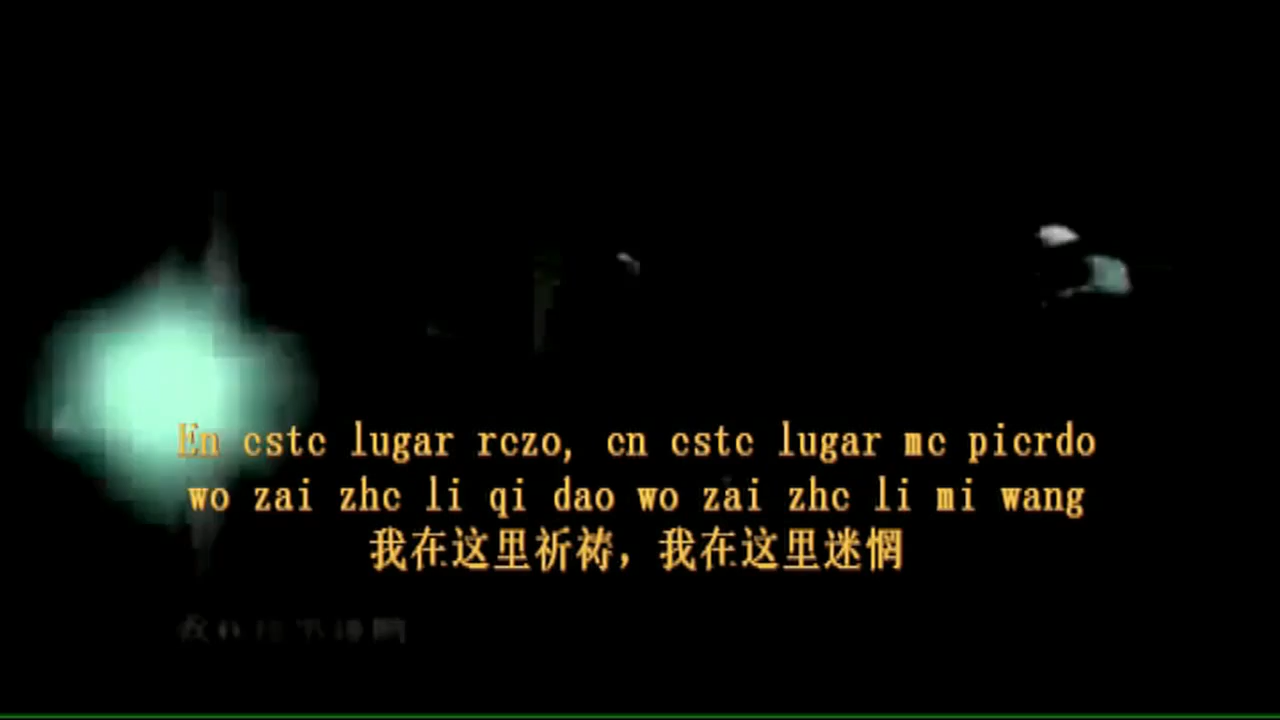 En cstc lugar rczo, cn cstc lugar mc picrdo
wo zai zhc li qi dao wo zai zhc li mi wang
我在这里祈祷，我在这里迷惘